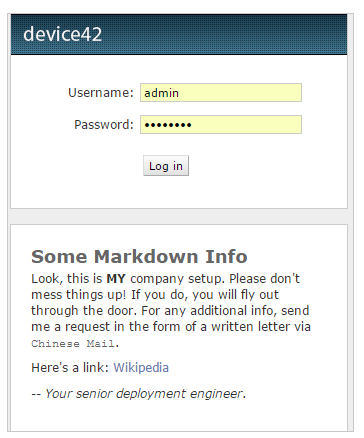 device42
Username: admin
Password: ••••••••
Log in
Some Markdown Info
Look, this is MY company setup. Please don't
mess things up! If you do, you will fly out
through the door. For any additional info, send
me a request in the form of a written letter via
Chinese Mail.
Here's a link: Wikipedia
-- Your senior deployment engineer.